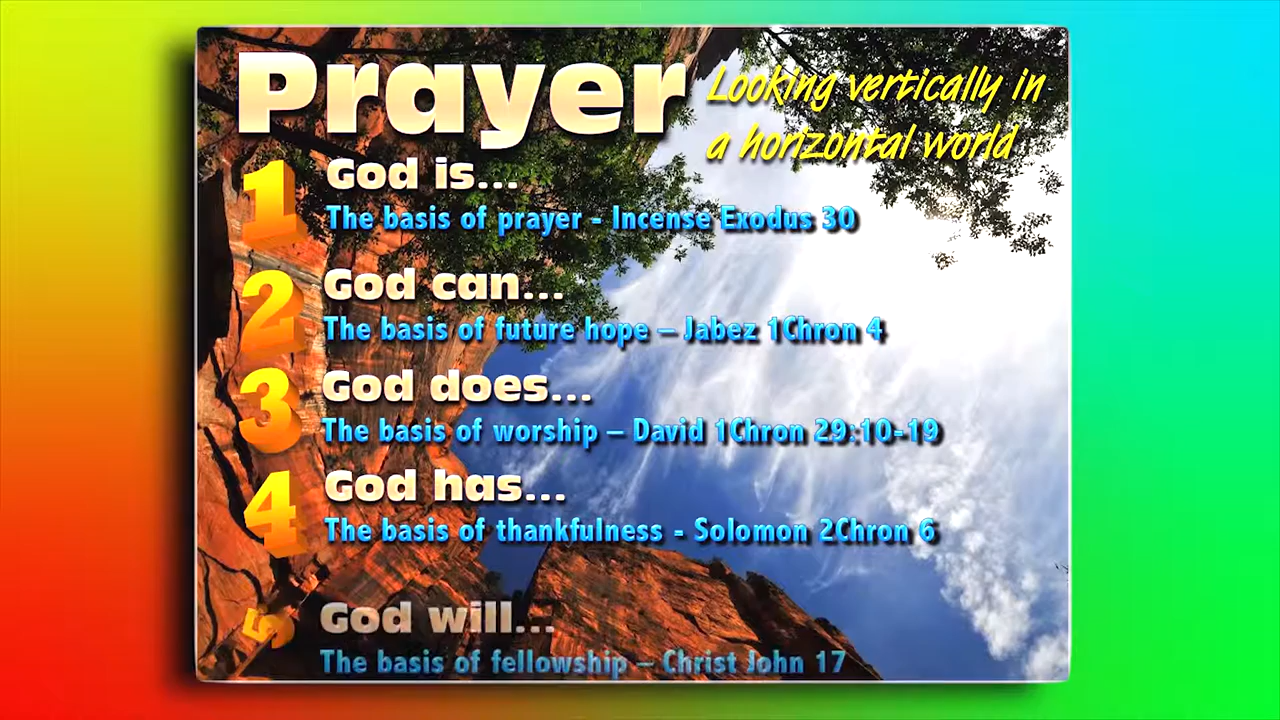 Prayer
Looking vertically in
a horizontal world
1 God is...
The basis of prayer - Incense Exodus 30
2 God can...
The basis of future hope – Jabez 1Chron 4
3 God does...
The basis of worship – David 1Chron 29:10-19
4 God has...
The basis of thankfulness - Solomon 2Chron 6
5 God will...
The basis of fellowship – Christ John 17